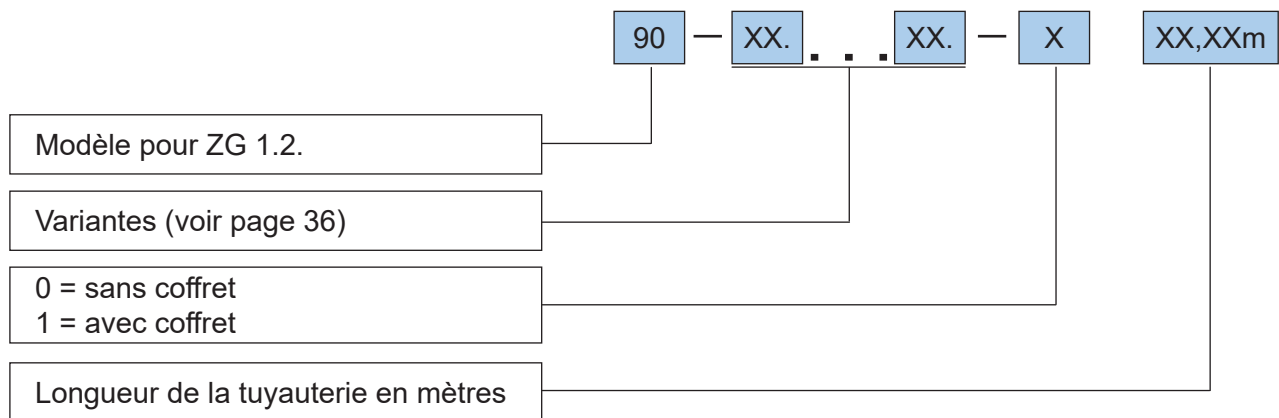 90 — XX. . . . XX. — X XX,XXm
Modèle pour ZG 1.2.
Variantes (voir page 36)
0 = sans coffret
1 = avec coffret
Longueur de la tuyauterie en mètres